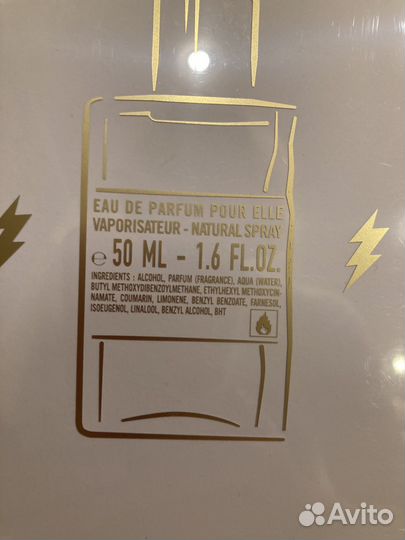 EAU DE PARFUM POUR ELLE
VAPORISATEUR - NATURAL SPRAY
e 50 ML - 1.6 FL.OZ.
INGREDIENTS : ALCOHOL, PARFUM (FRAGRANCE), AQUA (WATER),
BUTYL METHOXYDIBENZOYLMETHANE, ETHYLHEXYL METHOXYCIN-
NAMATE, COUMARIN, LIMONENE, BENZYL BENZOATE, FARNESOL,
ISOEUGENOL, LINALOOL, BENZYL ALCOHOL, BHT
Avito